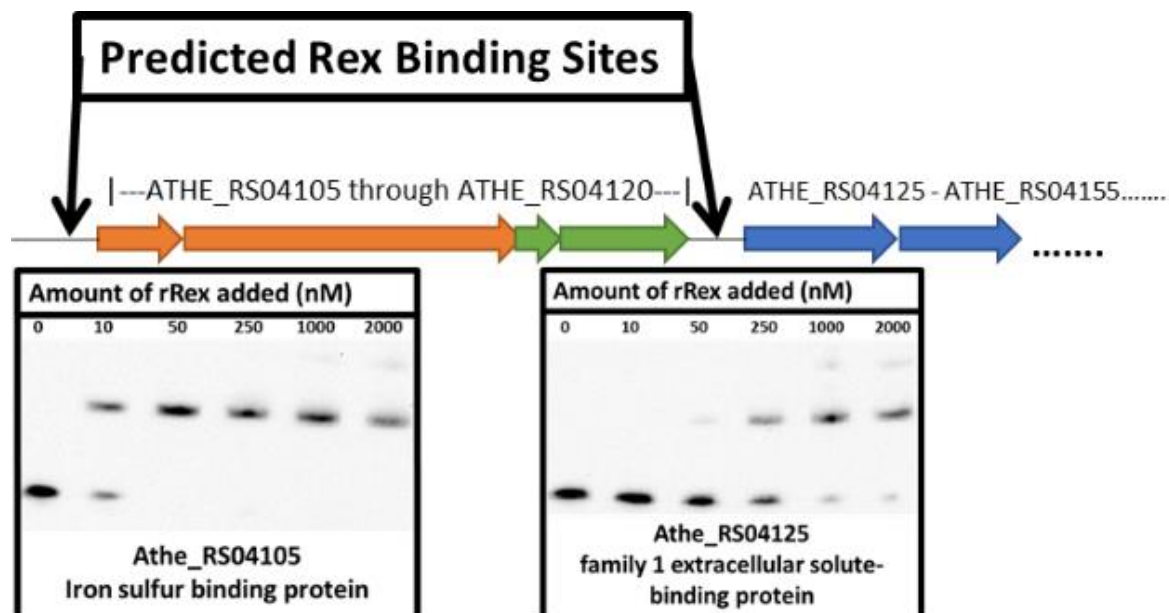 Predicted Rex Binding Sites
|---ATHE_RS04105 through ATHE_RS04120---| ATHE_RS04125 - ATHE_RS04155.......
.......
Amount of rRex added (nM)
0 10 50 250 1000 2000
Athe_RS04105
Iron sulfur binding protein
Amount of rRex added (nM)
0 10 50 250 1000 2000
Athe_RS04125
family 1 extracellular solute-
binding protein